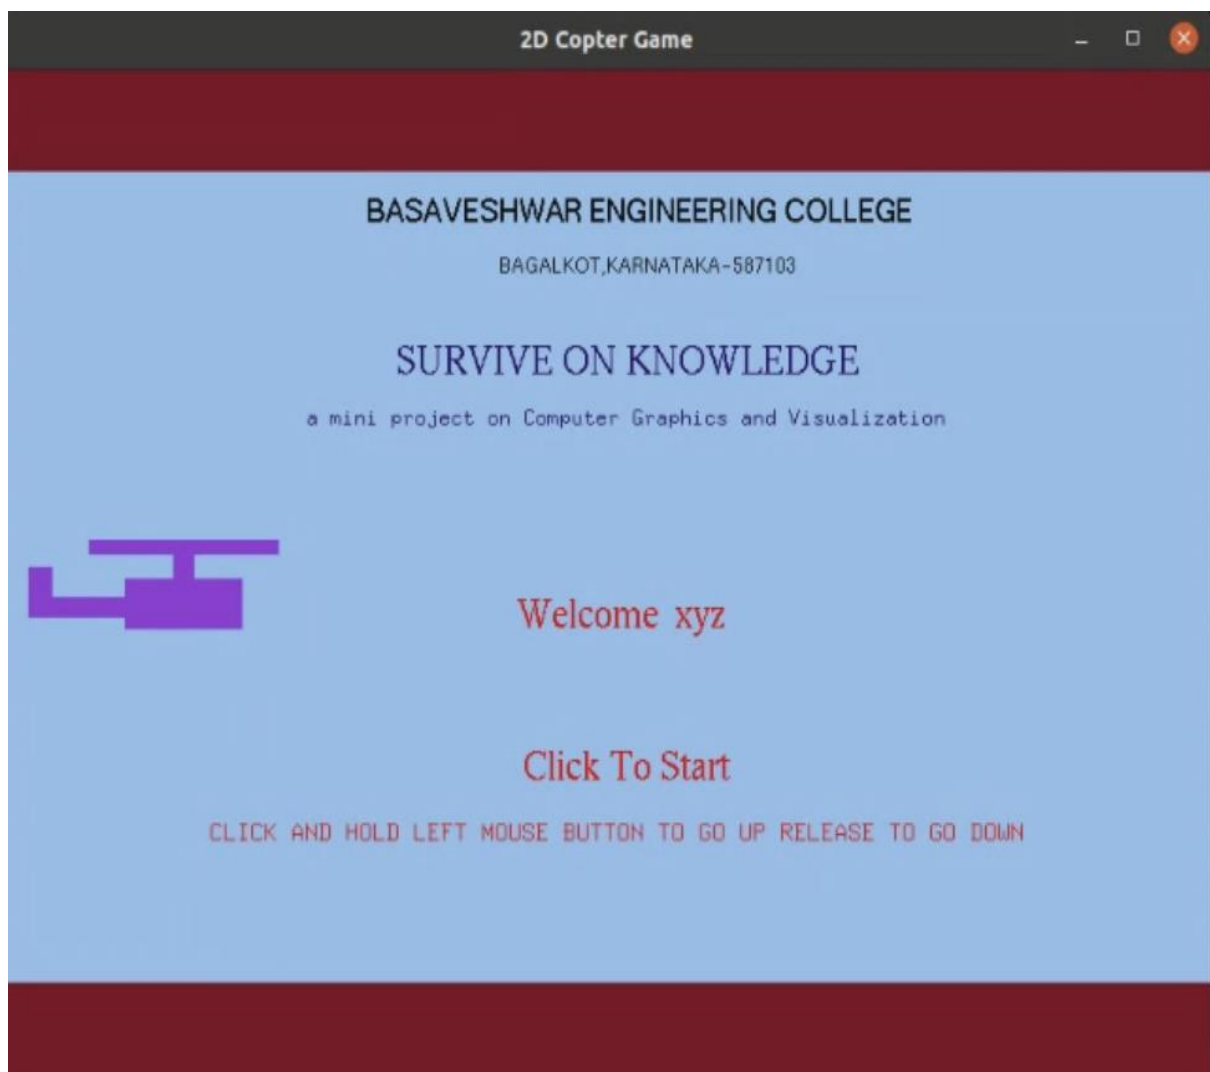 2D Copter Game
BASAVESHWAR ENGINEERING COLLEGE
BAGALKOT,KARNATAKA-587103
SURVIVE ON KNOWLEDGE
a mini project on Computer Graphics and Visualization
Welcome xyz
Click To Start
CLICK AND HOLD LEFT MOUSE BUTTON TO GO UP RELEASE TO GO DOWN